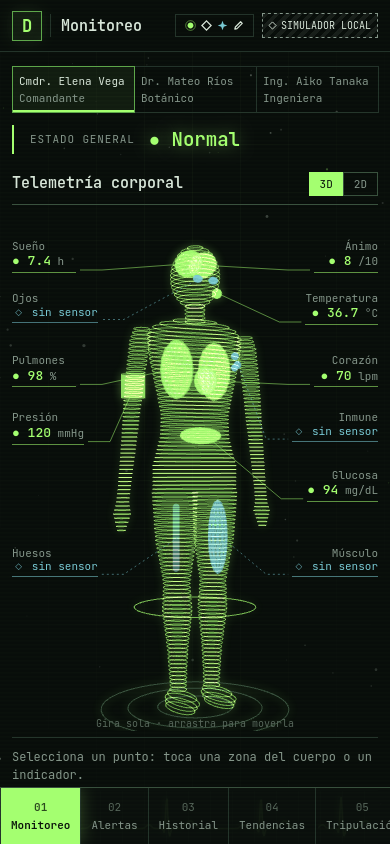 D Monitoreo SIMULADOR LOCAL
Cmdr. Elena Vega Dr. Mateo Ríos Ing. Aiko Tanaka
Comandante Botánico Ingeniera
ESTADO GENERAL Normal
Telemetría corporal 3D 2D
Sueño Ánimo
7.4 h 8 /10
Ojos Temperatura
sin sensor 36.7 °C
Pulmones Corazón
98 % 70 lpm
Presión Inmune
120 mmHg sin sensor
Glucosa
94 mg/dL
Huesos Músculo
sin sensor sin sensor
Gira sola · arrastra para moverla
Selecciona un punto: toca una zona del cuerpo o un
indicador.
01 02 03 04 05
Monitoreo Alertas Historial Tendencias Tripulació